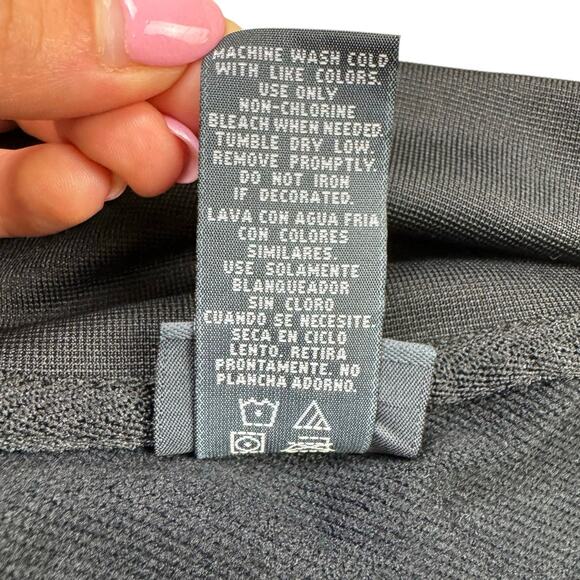 MACHINE WASH COLD
WITH LIKE COLORS.
USE ONLY
NON-CHLORINE
BLEACH WHEN NEEDED.
TUMBLE DRY LOW.
REMOVE PROMPTLY.
DO NOT IRON
IF DECORATED.
LAVA CON AGUA FRIA
CON COLORES
SIMILARES.
USE SOLAMENTE
BLANQUEADOR
SIN CLORO
CUANDO SE NECESITE.
SECA EN CICLO
LENTO. RETIRA
PRONTAMENTE. NO
PLANCHA ADORNO.